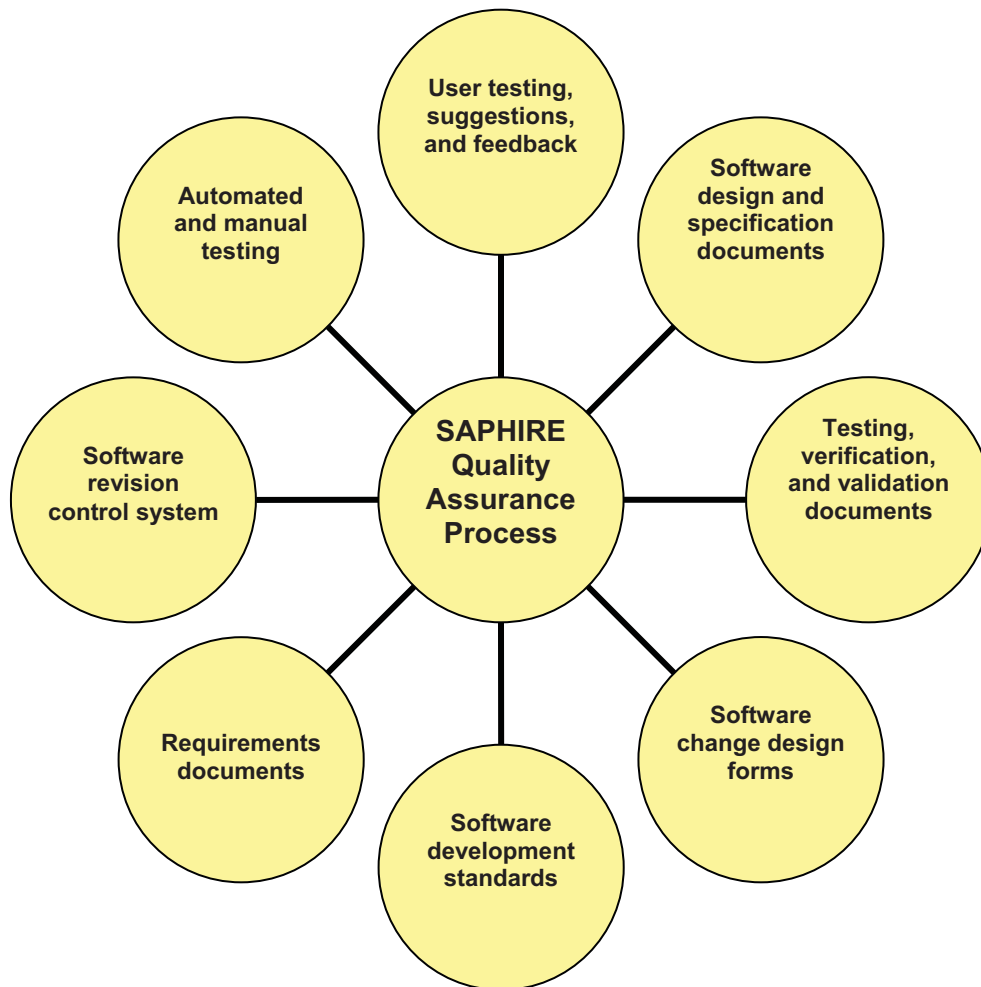 User testing,
suggestions,
and feedback
Software
design and
specification
documents
Automated
and manual
testing
SAPHIRE
Quality
Assurance
Process
Testing,
verification,
and validation
documents
Software
revision
control system
Software
change design
forms
Requirements
documents
Software
development
standards